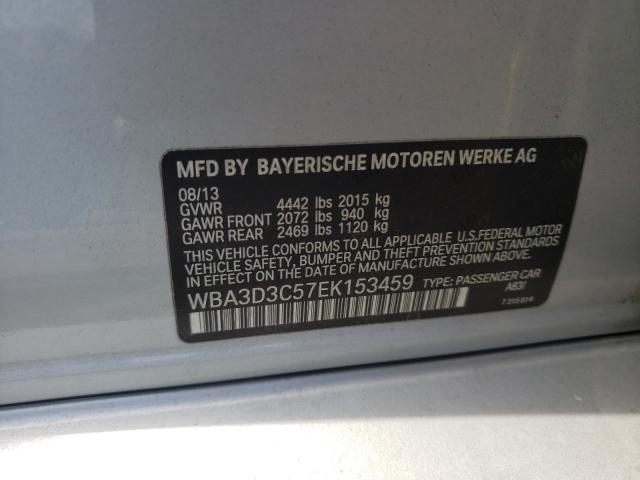 MFD BY BAYERISCHE MOTOREN WERKE AG
08/13
GVWR 4442 lbs 2015 kg
GAWR FRONT 2072 lbs 940 kg
GAWR REAR 2469 lbs 1120 kg
THIS VEHICLE CONFORMS TO ALL APPLICABLE U.S.FEDERAL MOTOR
VEHICLE SAFETY, BUMPER AND THEFT PREVENTION STANDARDS
IN EFFECT ON THE DATE OF MANUFACTURE SHOWN ABOVE.
WBA3D3C57EK153459 TYPE: PASSENGER CAR
A83/